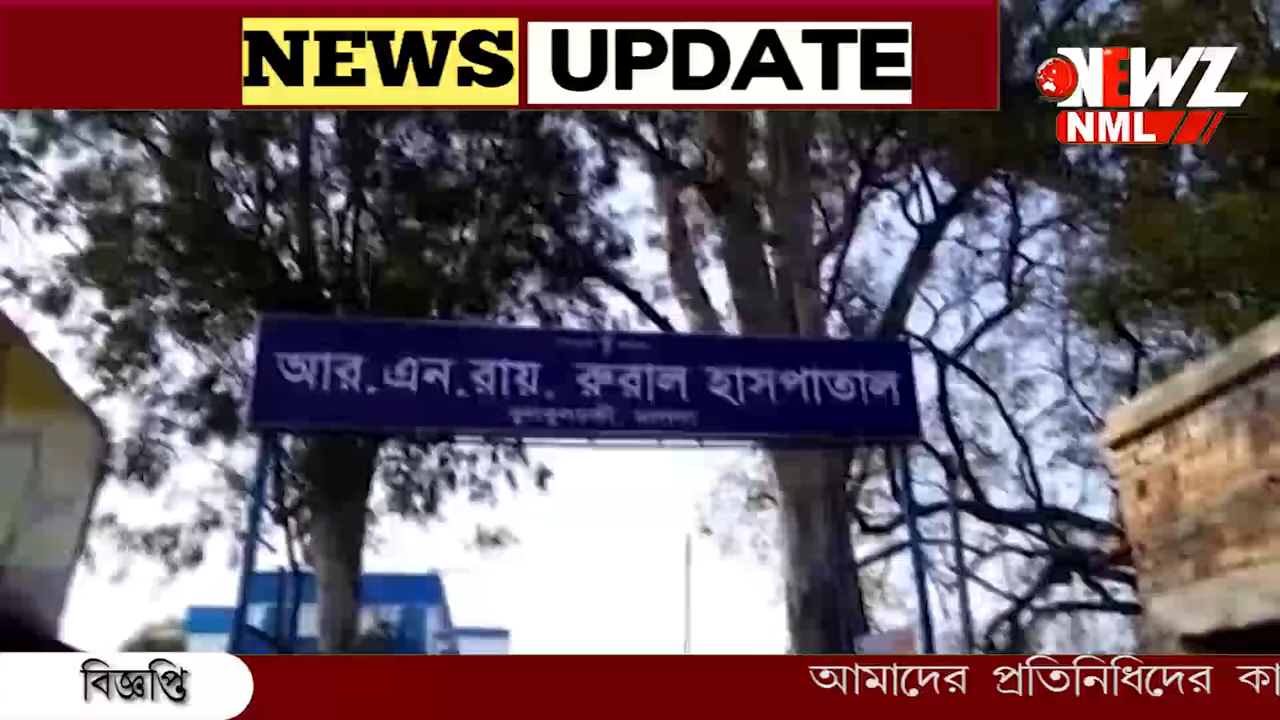 NEWS UPDATE
NEWZ
NML
আর.এন.রায়. রুরাল হাসপাতাল
বিজ্ঞপ্তি
আমাদের প্রতিনিধিদের কা